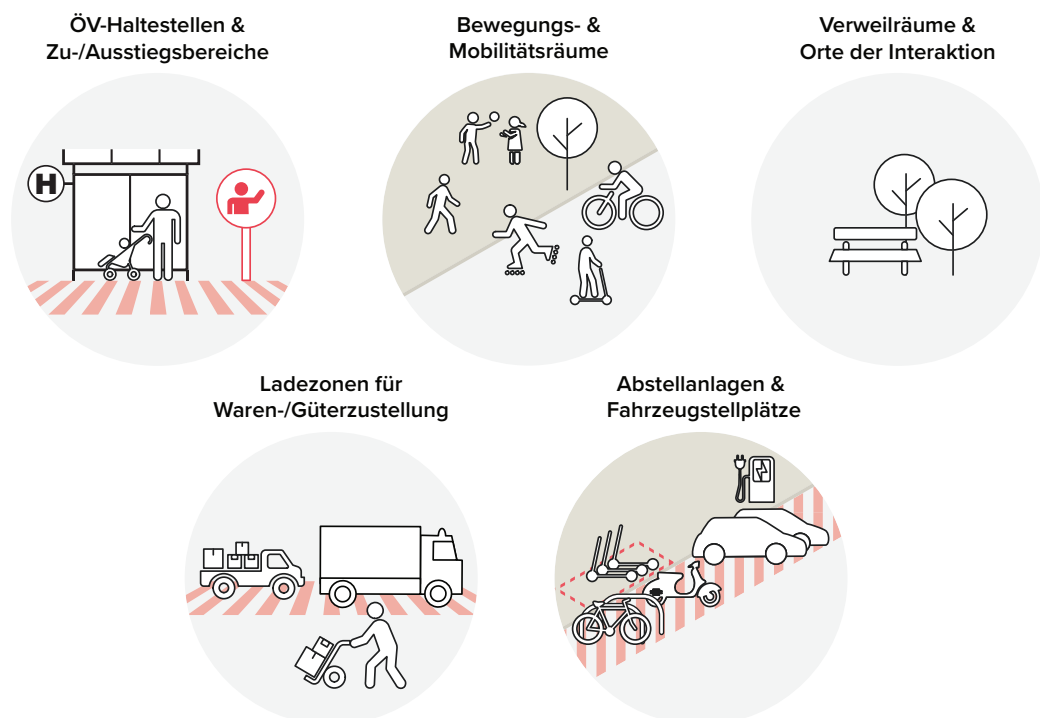 ÖV-Haltestellen &
Zu-/Ausstiegsbereiche
Bewegungs- &
Mobilitätsräume
Verweilräume &
Orte der Interaktion
H
Ladezonen für
Waren-/Güterzustellung
Abstellanlagen &
Fahrzeugstellplätze